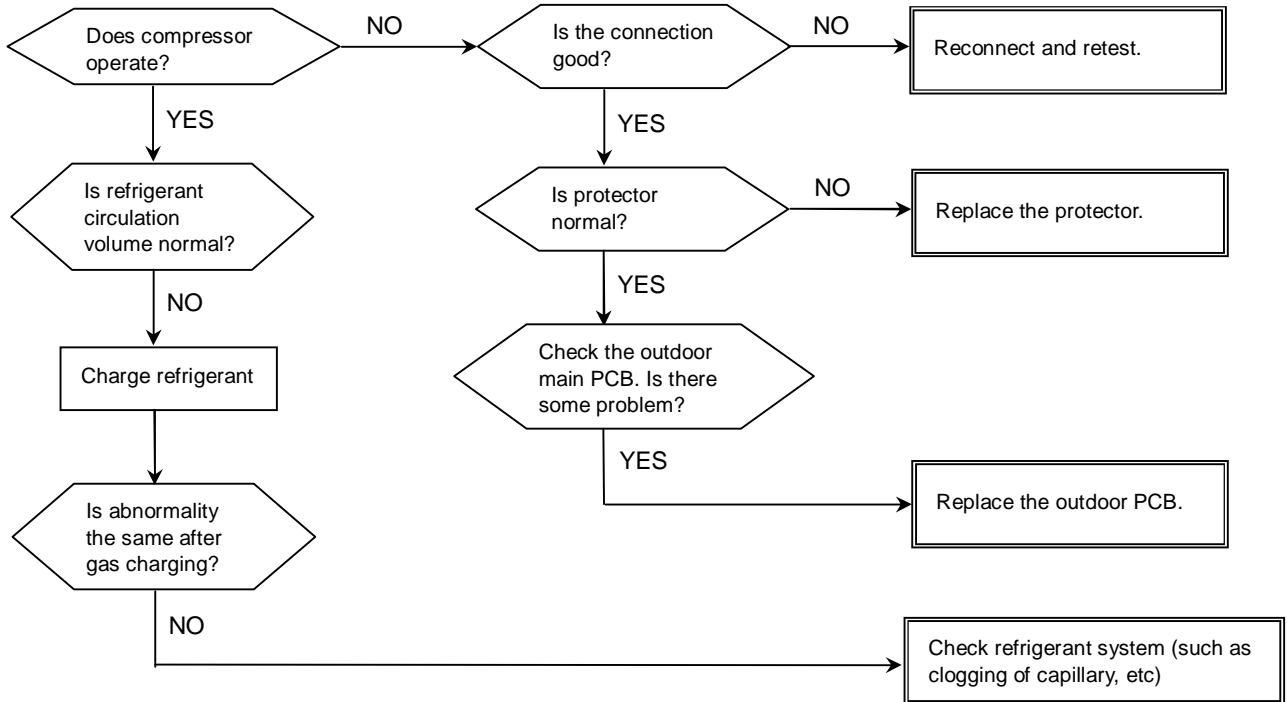 Does compressor
operate?
NO
Is the connection
good?
NO
Reconnect and retest.
YES
YES
Is refrigerant
circulation
volume normal?
Is protector
normal?
NO
Replace the protector.
NO
YES
Charge refrigerant
Check the outdoor
main PCB. Is there
some problem?
YES
Is abnormality
the same after
gas charging?
Replace the outdoor PCB.
NO
Check refrigerant system (such as
clogging of capillary, etc)